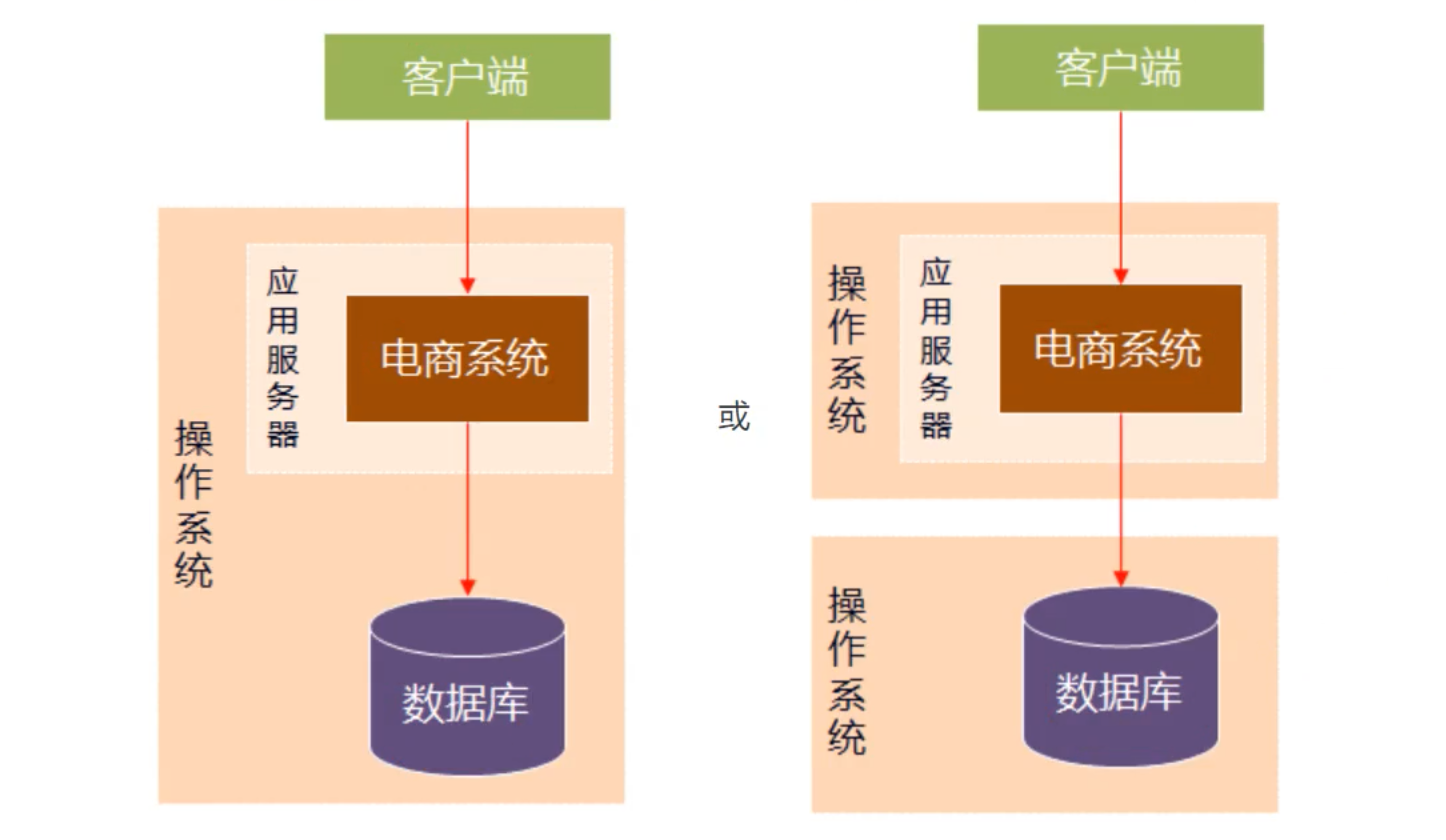 客户端
应用服务器
电商系统
操作系统
数据库
或
客户端
操作系统
应用服务器
电商系统
操作系统
数据库